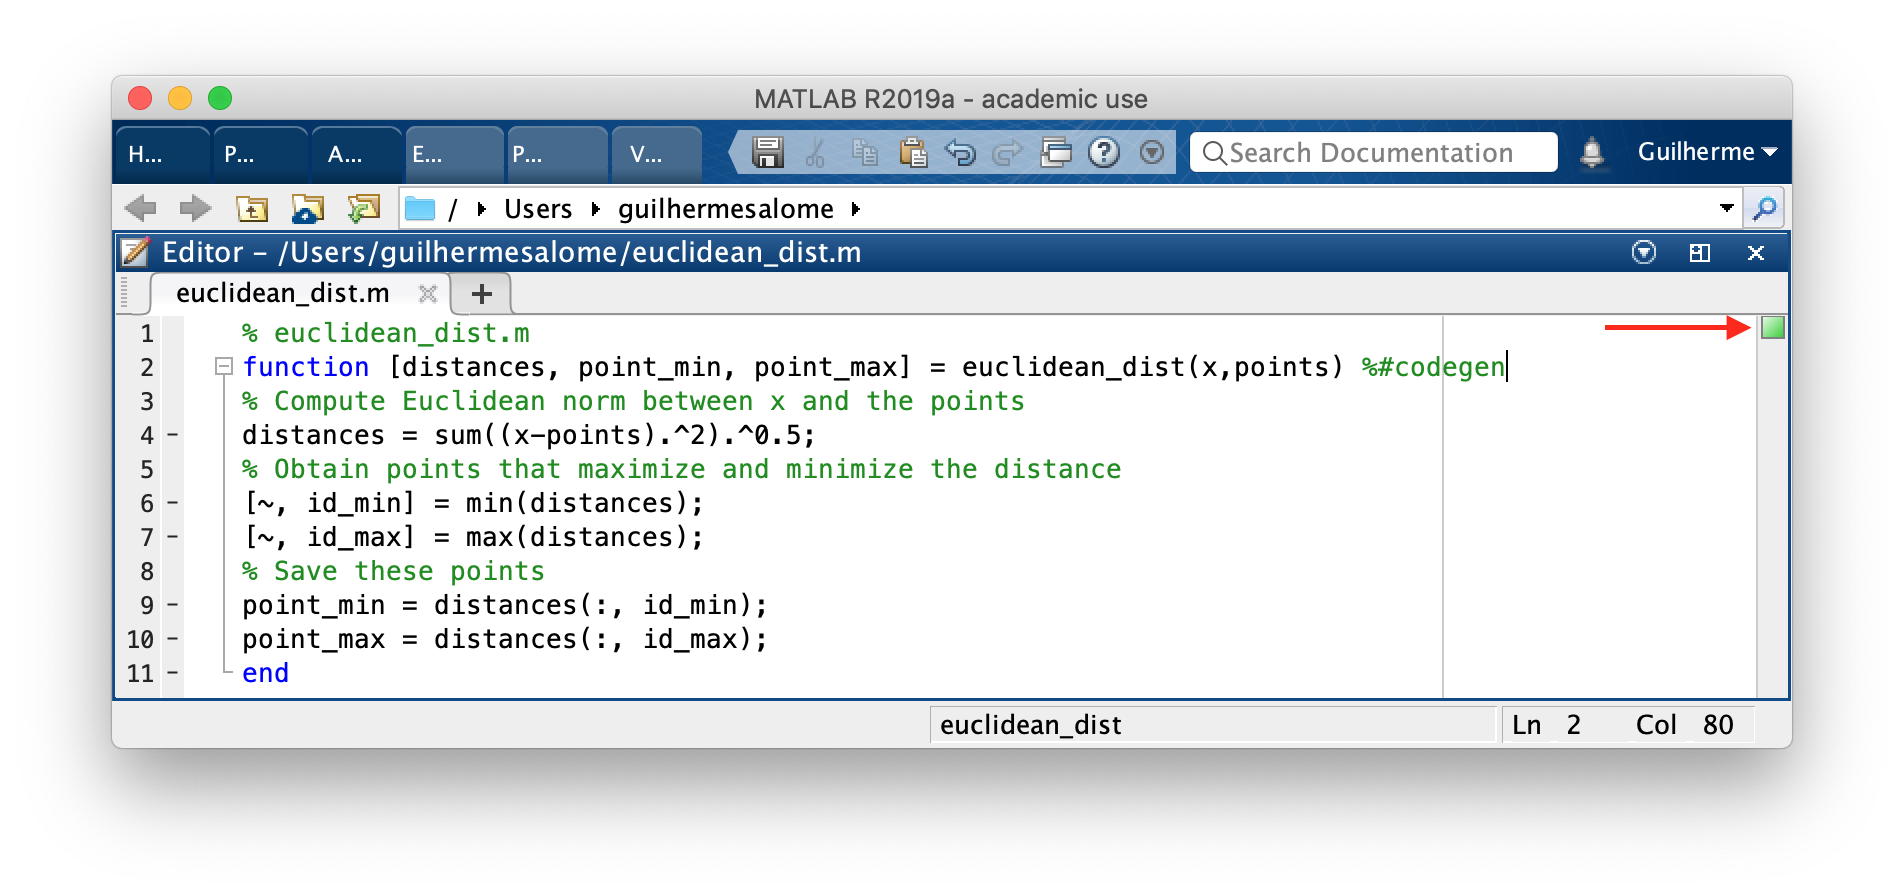 MATLAB R2019a - academic use
H... P... A... E... P... V... Search Documentation Guilherme
/ Users guilhermesalome
Editor – /Users/guilhermesalome/euclidean_dist.m
euclidean_dist.m +
1 % euclidean_dist.m
2 function [distances, point_min, point_max] = euclidean_dist(x,points) %#codegen
3 % Compute Euclidean norm between x and the points
4 – distances = sum((x-points).^2).^0.5;
5 % Obtain points that maximize and minimize the distance
6 – [~, id_min] = min(distances);
7 – [~, id_max] = max(distances);
8 % Save these points
9 – point_min = distances(:, id_min);
10 – point_max = distances(:, id_max);
11 – end
euclidean_dist Ln 2 Col 80